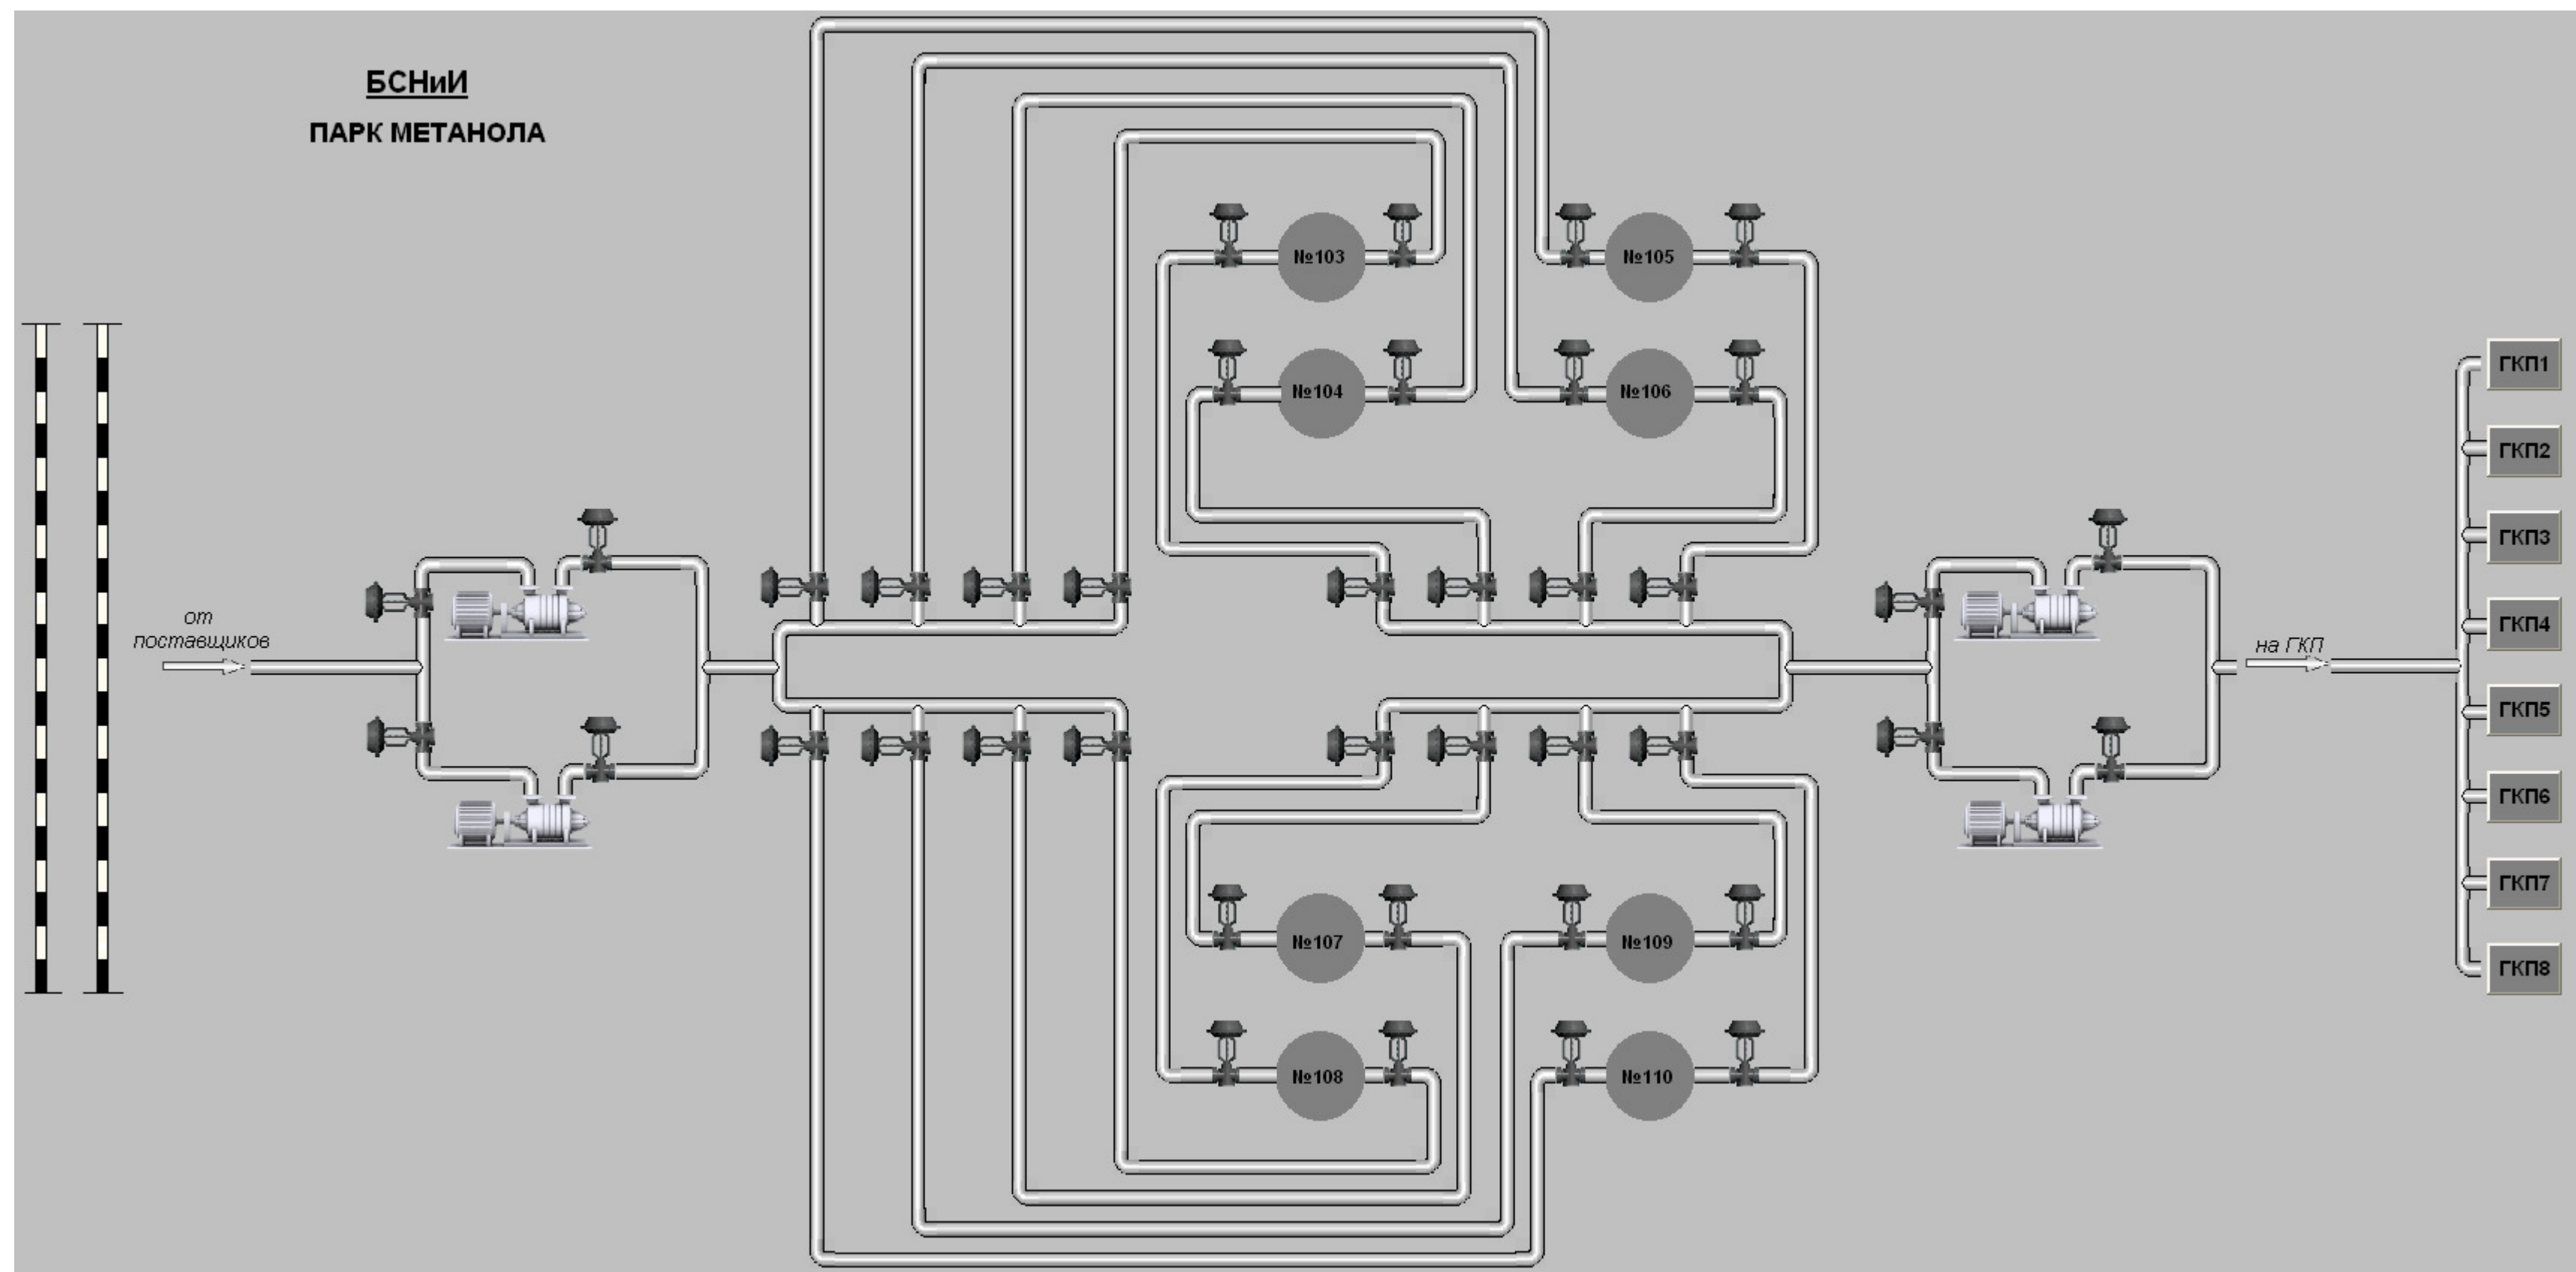 БСНиИ
ПАРК МЕТАНОЛА
№103
№105
№104
№106
от
поставщиков
на ГКП
№107
№109
№108
№110
ГКП1
ГКП2
ГКП3
ГКП4
ГКП5
ГКП6
ГКП7
ГКП8